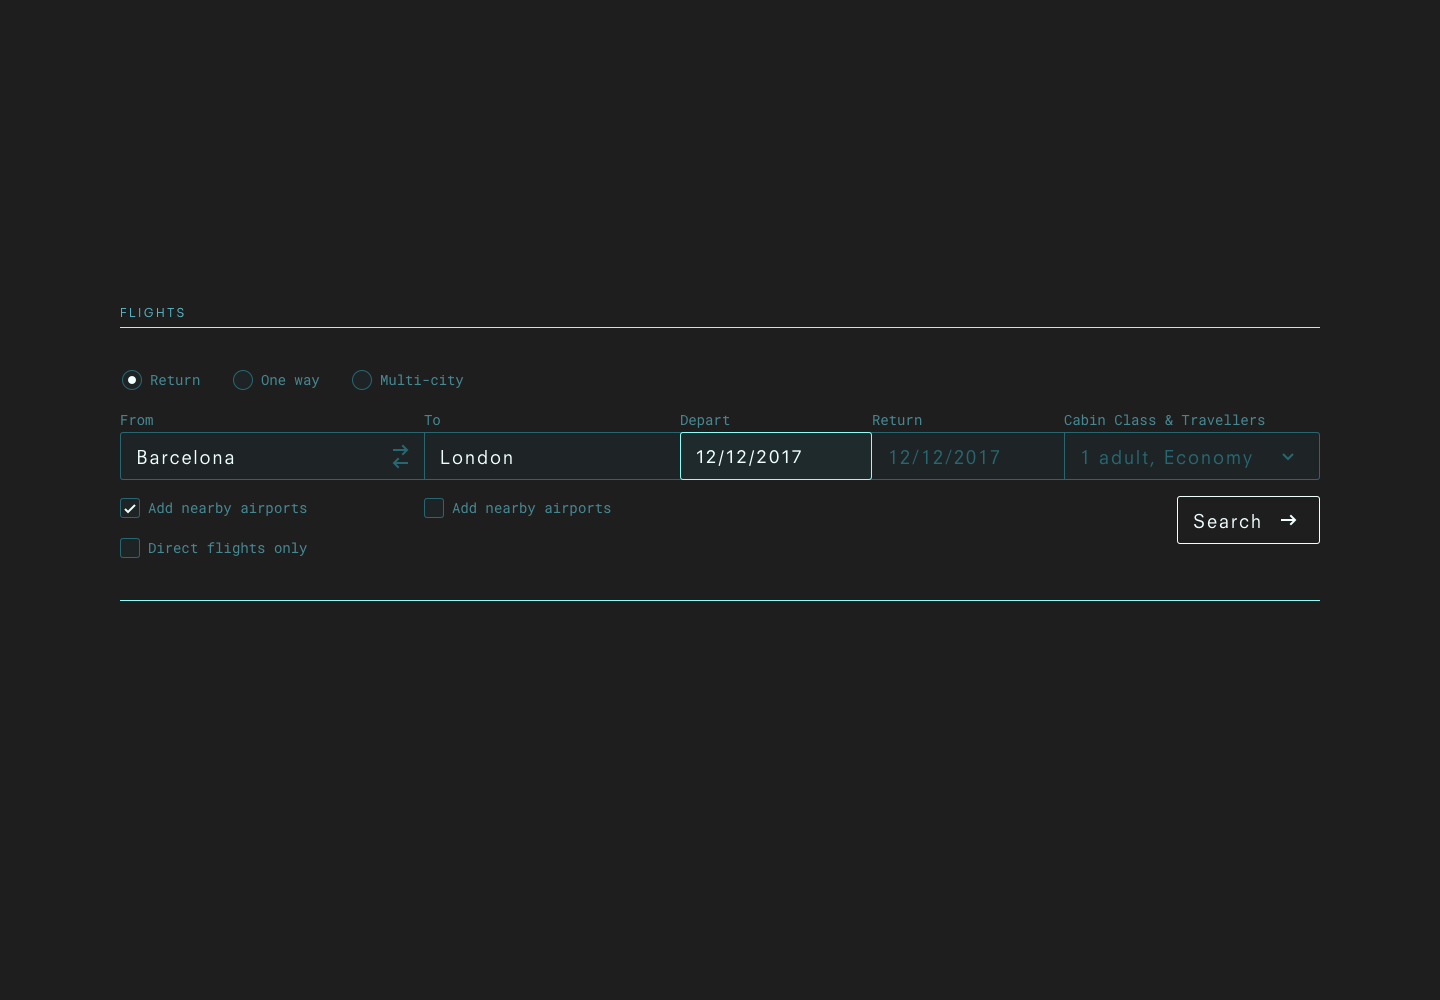 FLIGHTS
Return One way Multi-city
From To Depart Return Cabin Class & Travellers
Barcelona London 12/12/2017 12/12/2017 1 adult, Economy
Add nearby airports Add nearby airports
Search
Direct flights only